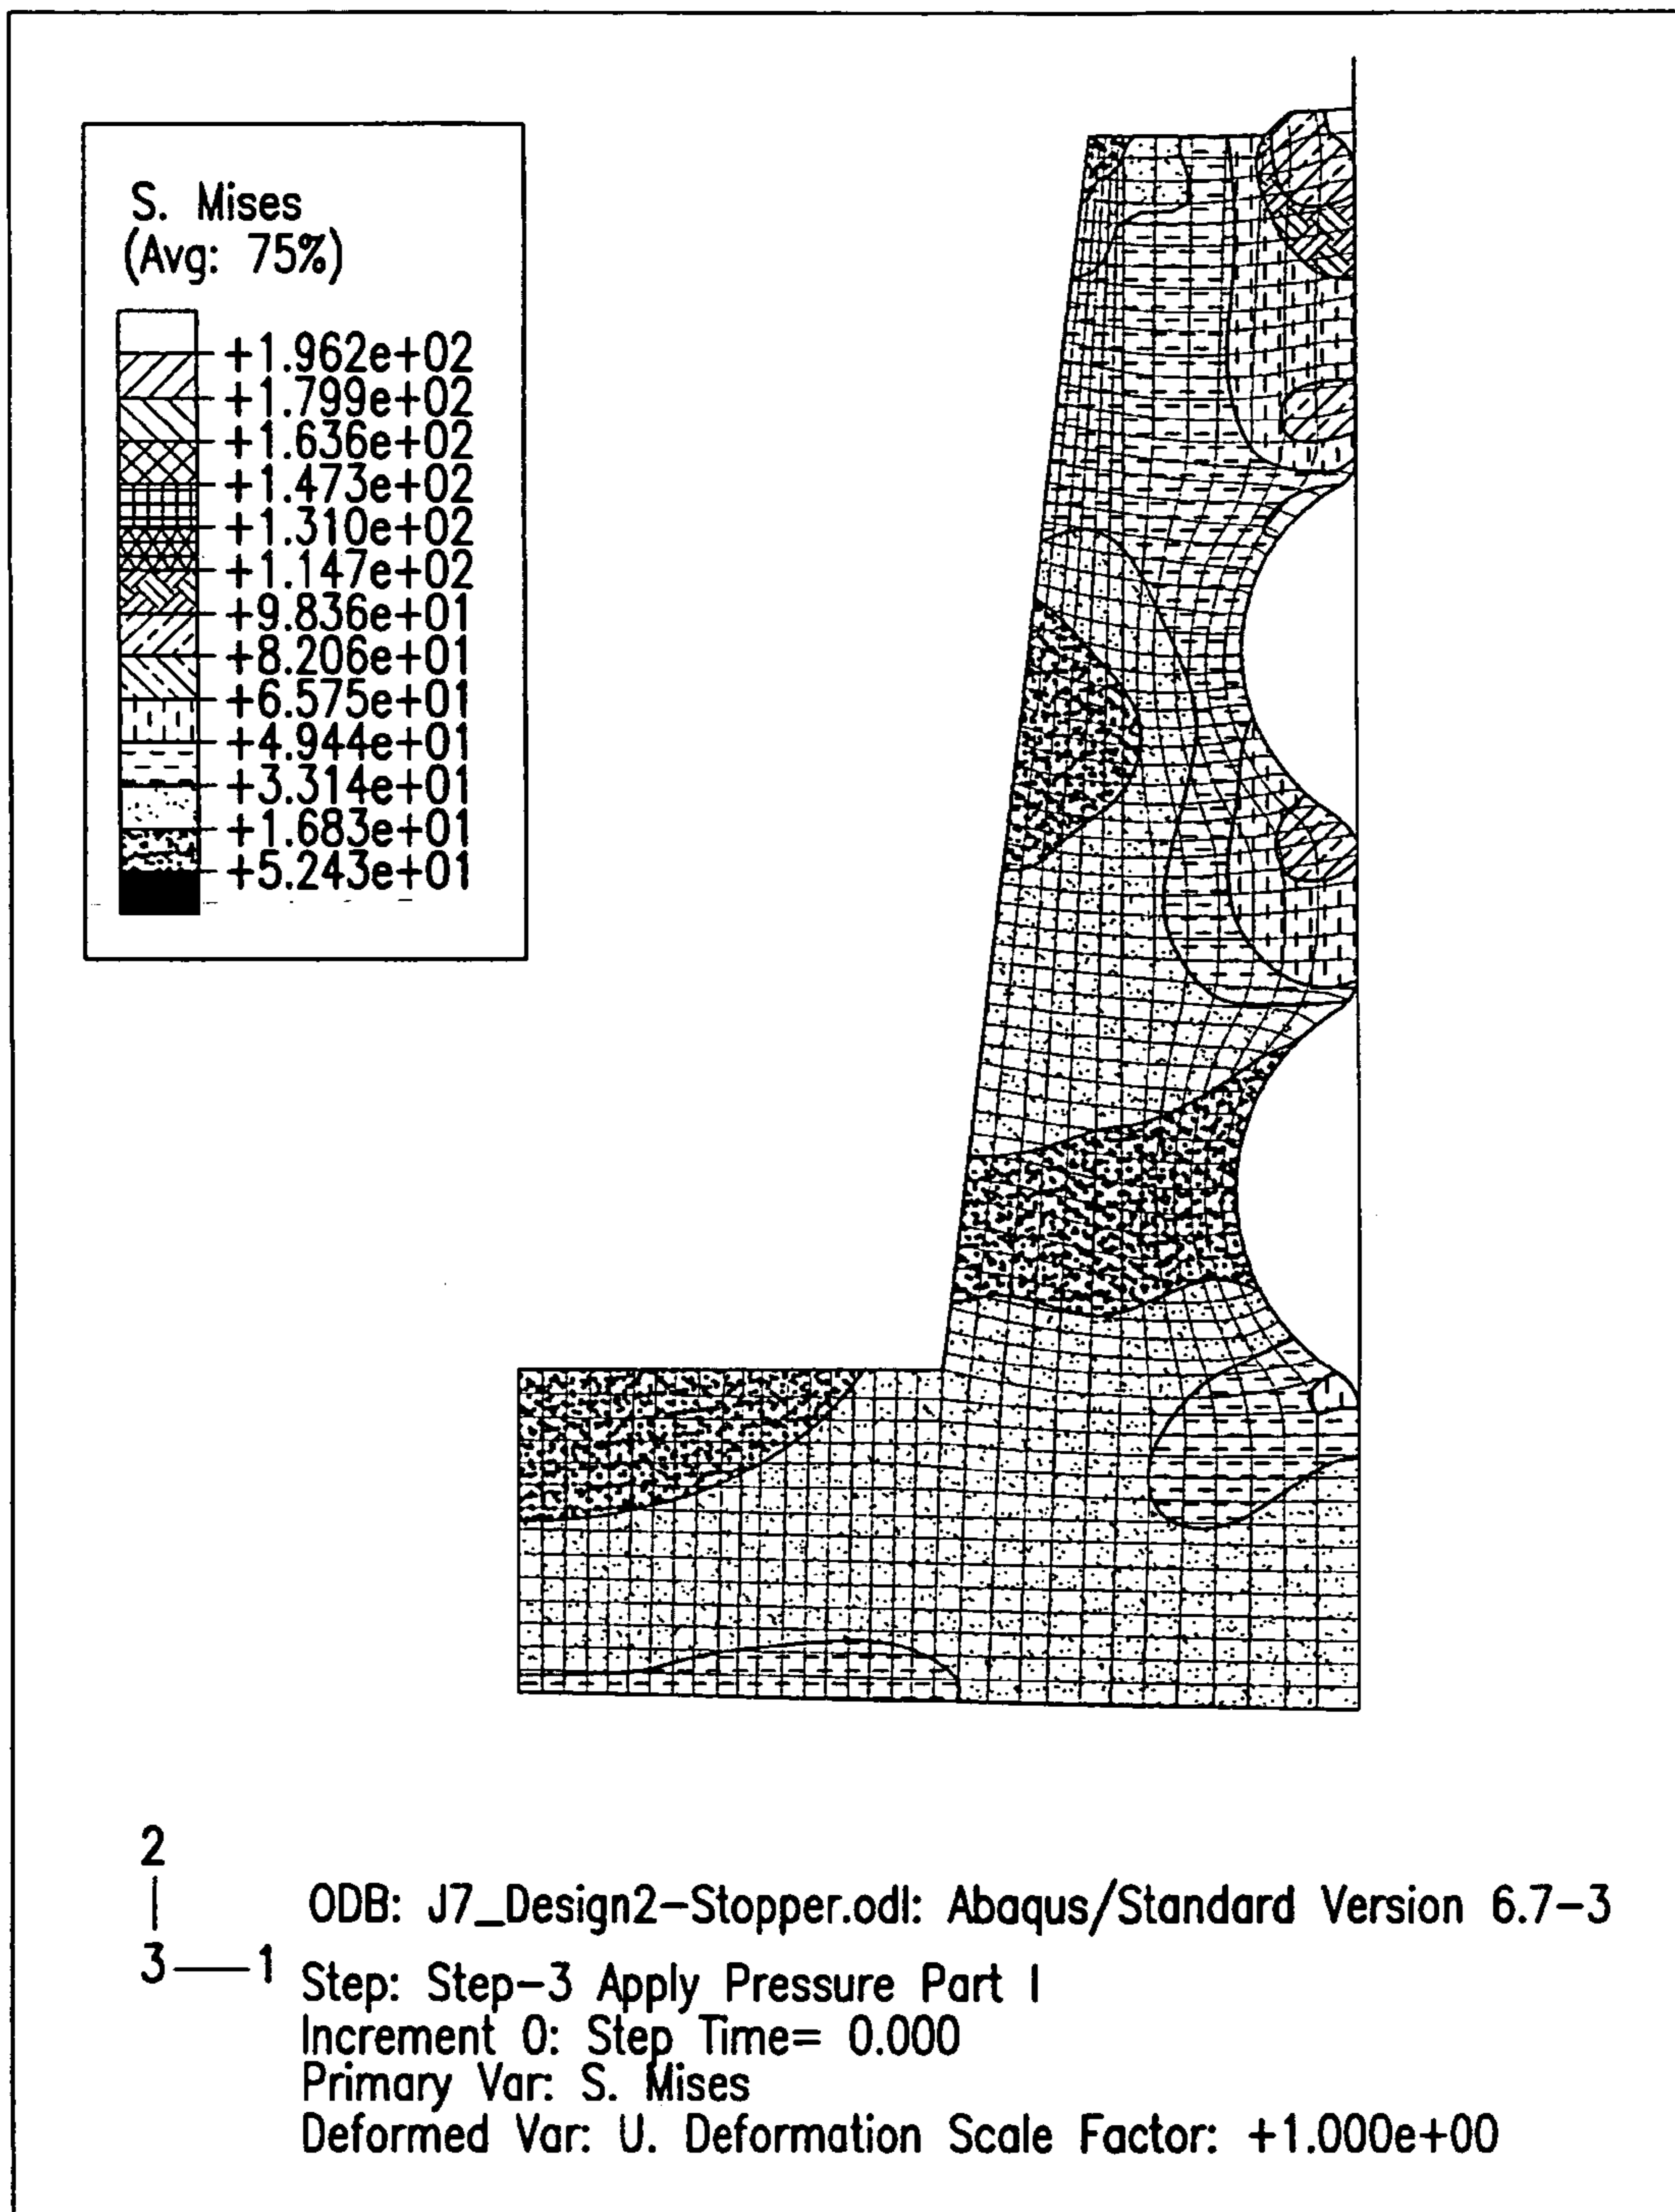 S. Mises
(Avg: 75%)
+1.962e+02
+1.799e+02
+1.636e+02
+1.473e+02
+1.310e+02
+1.147e+02
+9.836e+01
+8.206e+01
+6.575e+01
+4.944e+01
+3.314e+01
+1.683e+01
+5.243e+01
2
3 1
ODB: J7_Design2-Stopper.odl: Abaqus/Standard Version 6.7-3
Step: Step-3 Apply Pressure Part I
Increment 0: Step Time= 0.000
Primary Var: S. Mises
Deformed Var: U. Deformation Scale Factor: +1.000e+00